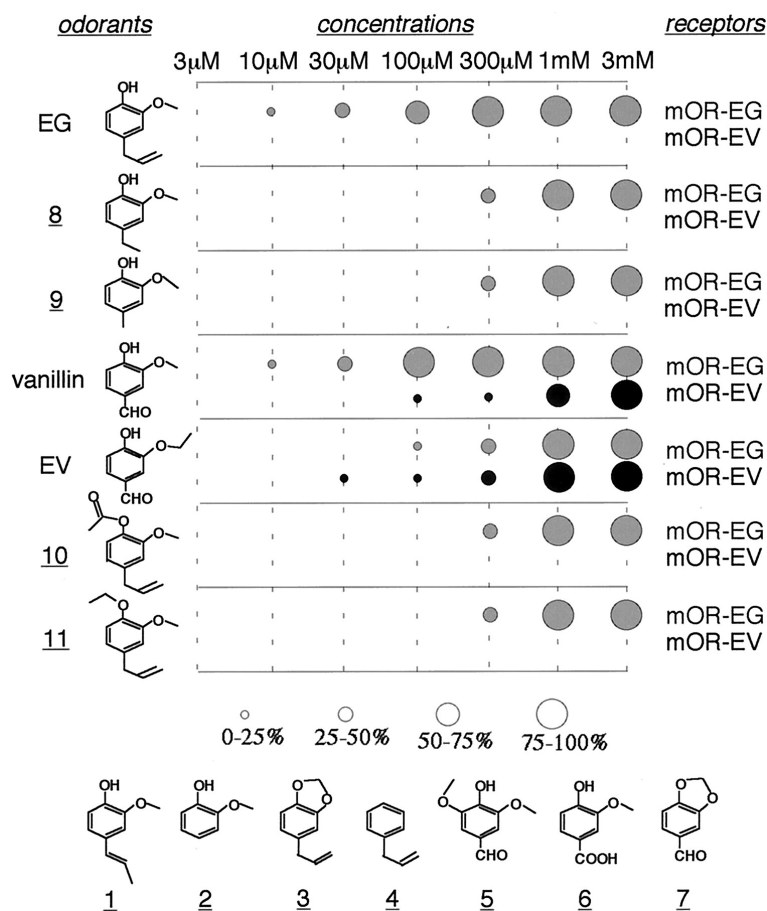 odorants concentrations receptors
3μM 10μM 30μM 100μM 300μM 1mM 3mM
OH
O
EG
mOR-EG
mOR-EV
OH
O
8
mOR-EG
mOR-EV
OH
O
9
mOR-EG
mOR-EV
OH
O
vanillin
CHO
mOR-EG
mOR-EV
OH
O
EV
CHO
mOR-EG
mOR-EV
O
O
O
10
mOR-EG
mOR-EV
O
O
11
mOR-EG
mOR-EV
0-25% 25-50% 50-75% 75-100%
OH O
OH O
O O
O OH O
CHO
OH O
COOH
O O
CHO
1 2 3 4 5 6 7